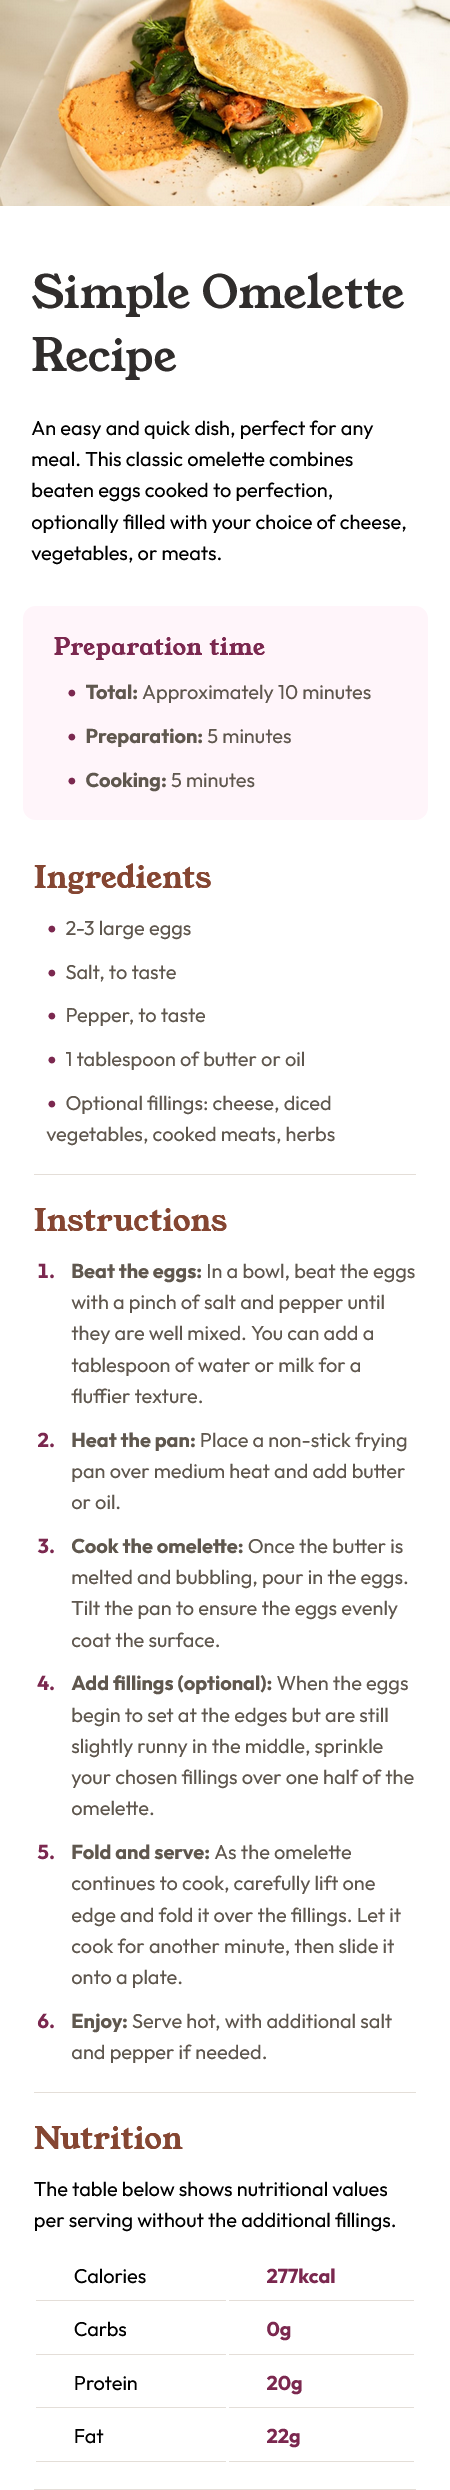 Simple Omelette
Recipe
An easy and quick dish, perfect for any
meal. This classic omelette combines
beaten eggs cooked to perfection,
optionally filled with your choice of cheese,
vegetables, or meats.
Preparation time
• Total: Approximately 10 minutes
• Preparation: 5 minutes
• Cooking: 5 minutes
Ingredients
• 2-3 large eggs
• Salt, to taste
• Pepper, to taste
• 1 tablespoon of butter or oil
• Optional fillings: cheese, diced
vegetables, cooked meats, herbs
Instructions
1. Beat the eggs: In a bowl, beat the eggs
with a pinch of salt and pepper until
they are well mixed. You can add a
tablespoon of water or milk for a
fluffier texture.
2. Heat the pan: Place a non-stick frying
pan over medium heat and add butter
or oil.
3. Cook the omelette: Once the butter is
melted and bubbling, pour in the eggs.
Tilt the pan to ensure the eggs evenly
coat the surface.
4. Add fillings (optional): When the eggs
begin to set at the edges but are still
slightly runny in the middle, sprinkle
your chosen fillings over one half of the
omelette.
5. Fold and serve: As the omelette
continues to cook, carefully lift one
edge and fold it over the fillings. Let it
cook for another minute, then slide it
onto a plate.
6. Enjoy: Serve hot, with additional salt
and pepper if needed.
Nutrition
The table below shows nutritional values
per serving without the additional fillings.
Calories 277kcal
Carbs 0g
Protein 20g
Fat 22g